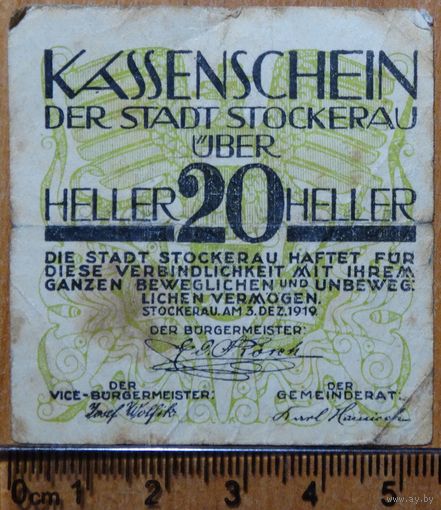 KASSENSCHEIN
DER STADT STOCKERAU
ÜBER
HELLER 20 HELLER
DIE STADT STOCKERAU HAFTET FÜR
DIESE VERBINDLICHKEIT MIT IHREM
GANZEN BEWEGLICHEN UND UNBEWEG
LICHEN VERMÖGEN.
STOCKERAU, AM 3. DEZ. 1919.
DER BÜRGERMEISTER:
DER
VICE-BÜRGERMEISTER:
DER
GEMEINDERAT:
Josef Wolfik
Karl
0 cm 1 2 3 4 5
www.ay.by